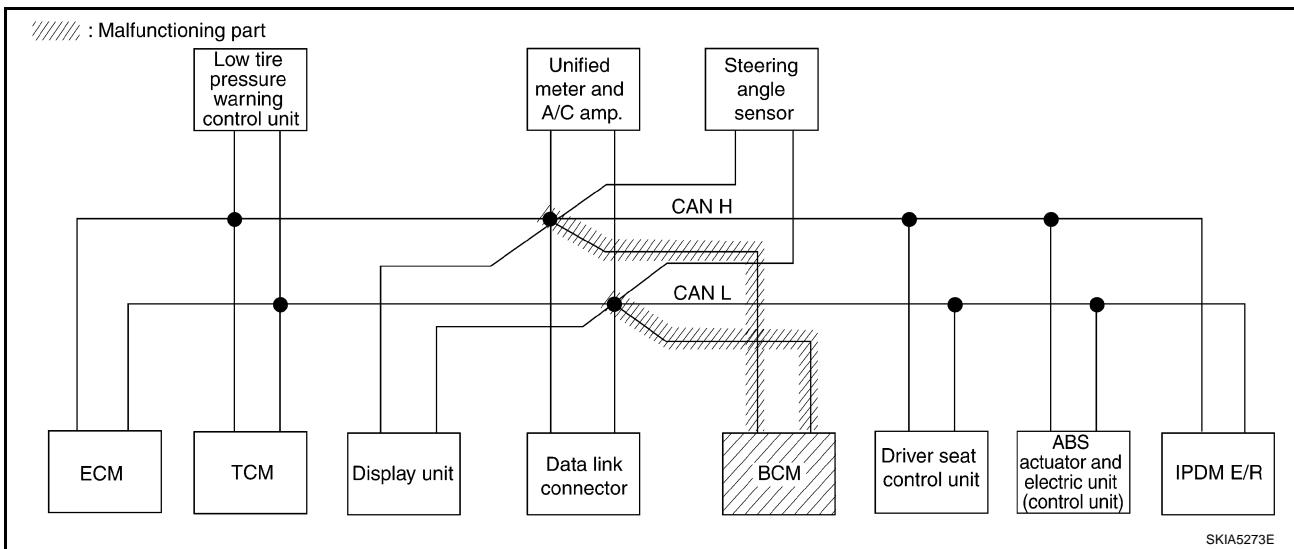 : Malfunctioning part
Low tire
pressure
warning
control unit
Unified
meter and
A/C amp.
Steering
angle
sensor
CAN H
CAN L
ECM
TCM
Display unit
Data link
connector
BCM
Driver seat
control unit
ABS
actuator and
electric unit
(control unit)
IPDM E/R
SKIA5273E